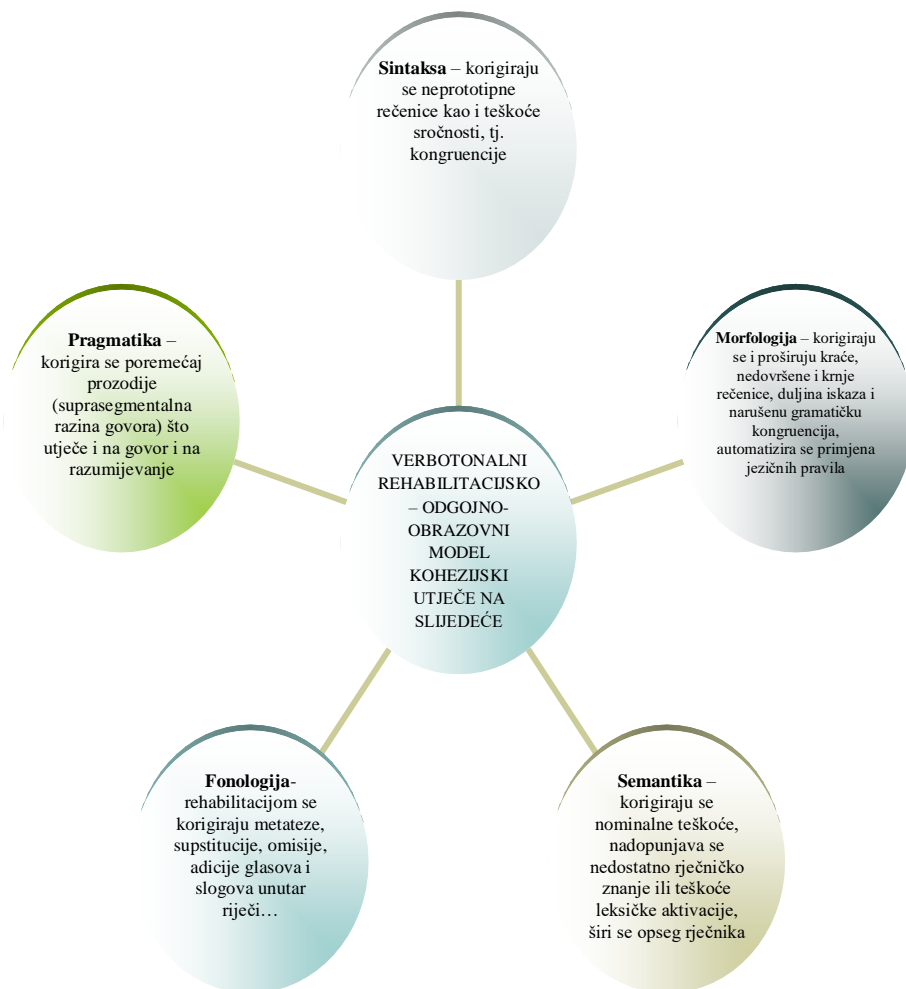 Sintaksa – korigiraju
se neprototipne
rečenice kao i teškoće
sročnosti, tj.
kongruencije
Pragmatika –
korigira se poremećaj
prozodije
(suprasegmentalna
razina govora) što
utječe i na govor i na
razumijevanje
Morfologija – korigiraju
se i proširuju kraće,
nedovršene i krnje
rečenice, duljina iskaza i
narušenu gramatičku
kongruencija,
automatizira se primjena
jezičnih pravila
VERBOTONALNI
REHABILITACIJSKO
– ODGOJNO-
OBRAZOVNI
MODEL
KOHEZIJSKI
UTJEČE NA
SLIJEDEĆE
Fonologija-
rehabilitacijom se
korigiraju metateze,
supstitucije, omisije,
adicije glasova i
slogova unutar
riječi…
Semantika –
korigiraju se
nominalne teškoće,
nadopunjava se
nedostatno rječničko
znanje ili teškoće
leksičke aktivacije,
širi se opseg rječnika